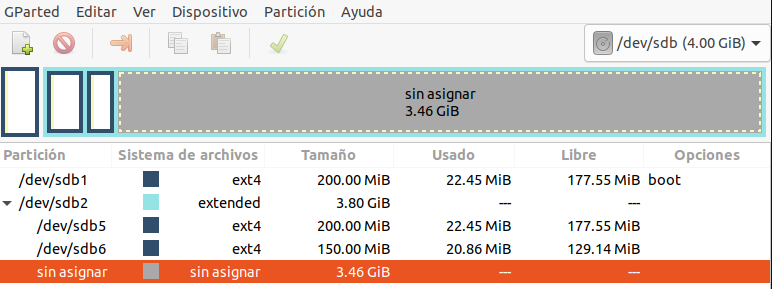 GParted Editar Ver Dispositivo Partición Ayuda
/dev/sdb (4.00 GiB)
sin asignar
3.46 GiB
Partición Sistema de archivos Tamaño Usado Libre Opciones
/dev/sdb1 ext4 200.00 MiB 22.45 MiB 177.55 MiB boot
/dev/sdb2 extended 3.80 GiB --- ---
/dev/sdb5 ext4 200.00 MiB 22.45 MiB 177.55 MiB
/dev/sdb6 ext4 150.00 MiB 20.86 MiB 129.14 MiB
sin asignar sin asignar 3.46 GiB --- ---